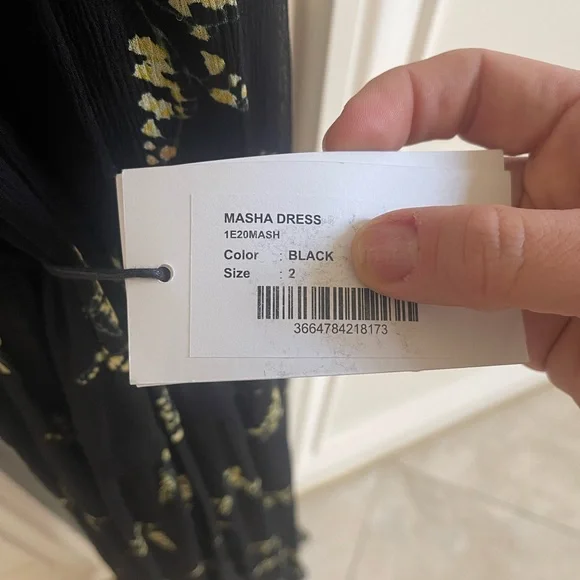 MASHA DRESS
1E20MASH
Color : BLACK
Size : 2
3664784218173